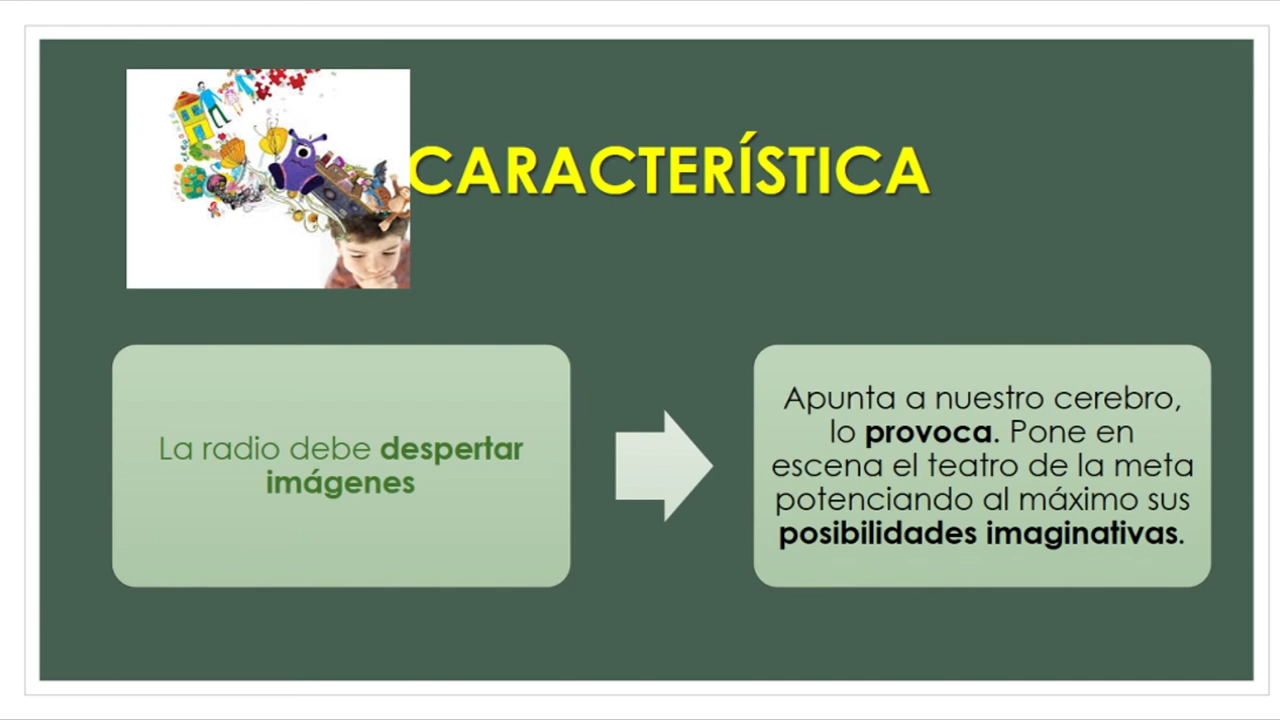 CARACTERÍSTICA
La radio debe despertar
imágenes
Apunta a nuestro cerebro,
lo provoca. Pone en
escena el teatro de la meta
potenciando al máximo sus
posibilidades imaginativas.